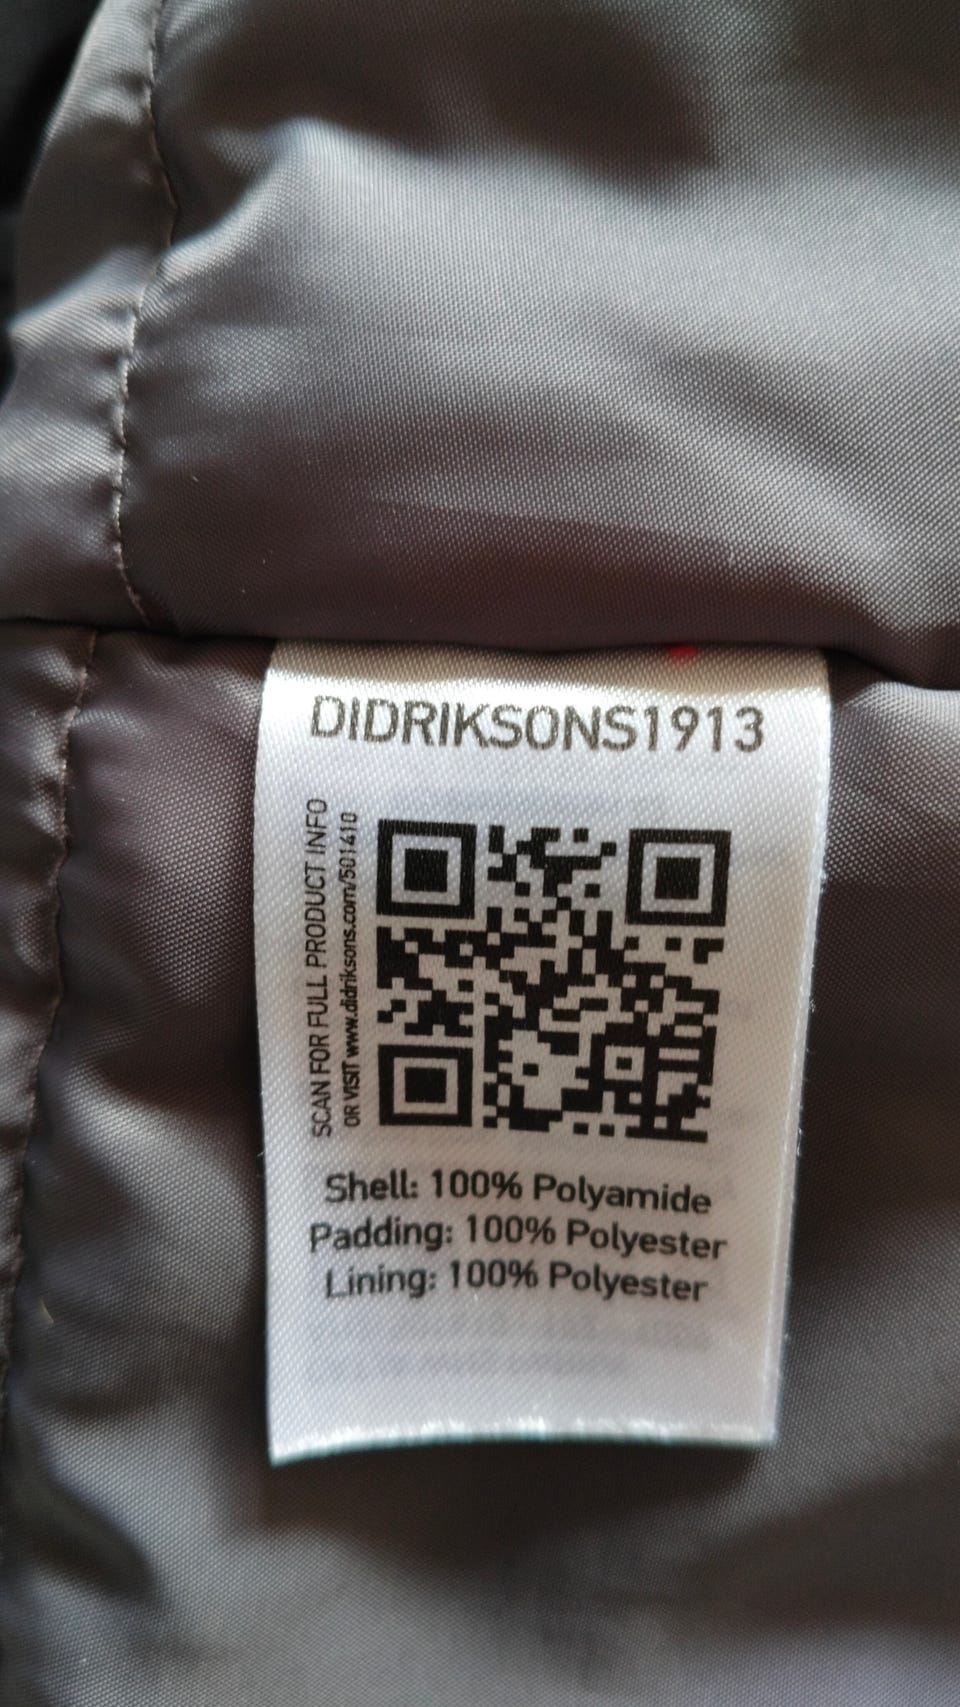 DIDRIKSONS1913
SCAN FOR FULL PRODUCT INFO
OR VISIT www.didriksons.com/501410
Shell: 100% Polyamide
Padding: 100% Polyester
Lining: 100% Polyester